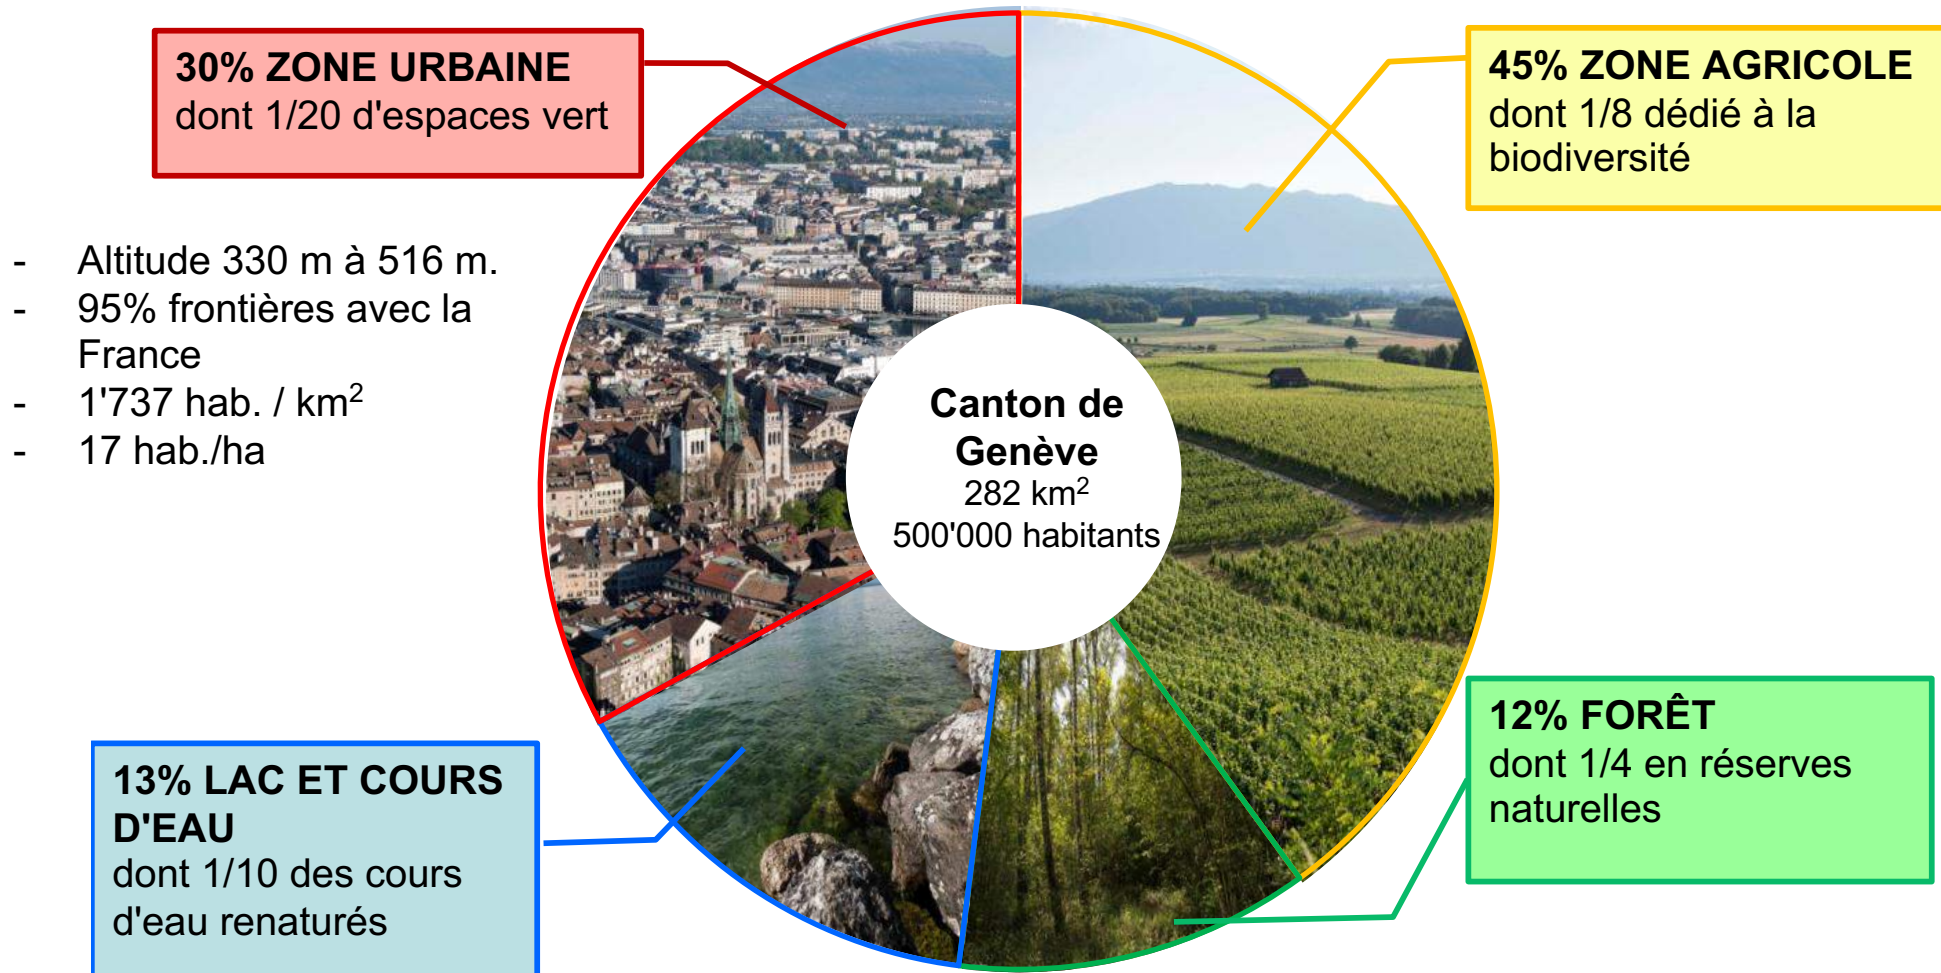 30% ZONE URBAINE
dont 1/20 d'espaces vert
45% ZONE AGRICOLE
dont 1/8 dédié à la
biodiversité
- Altitude 330 m à 516 m.
- 95% frontières avec la
France
- 1'737 hab. / km²
- 17 hab./ha
Canton de
Genève
282 km²
500'000 habitants
13% LAC ET COURS
D'EAU
dont 1/10 des cours
d'eau renaturés
12% FORÊT
dont 1/4 en réserves
naturelles